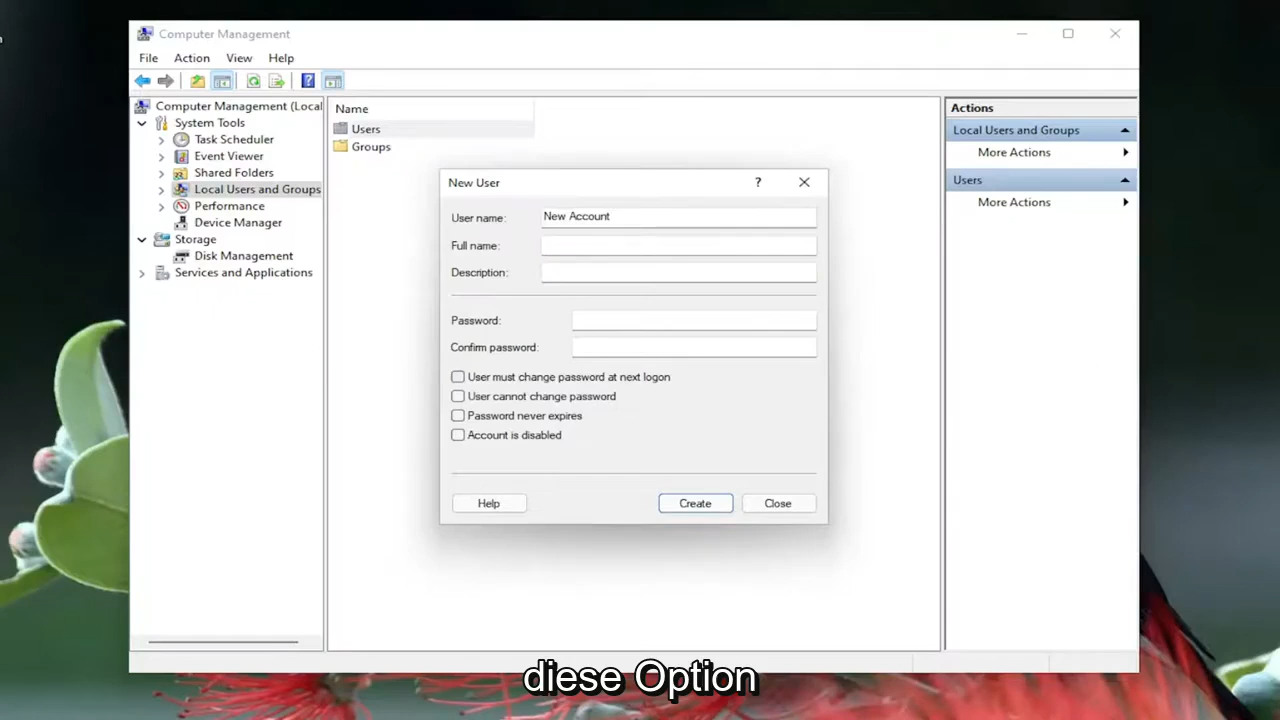 Computer Management
File Action View Help
Computer Management (Local
System Tools
Task Scheduler
Event Viewer
Shared Folders
Local Users and Groups
Performance
Device Manager
Storage
Disk Management
Services and Applications
Name
Users
Groups
New User
?
User name: New Account
Full name:
Description:
Password:
Confirm password:
User must change password at next logon
User cannot change password
Password never expires
Account is disabled
Help Create Close
Actions
Local Users and Groups
More Actions
Users
More Actions
diese Option